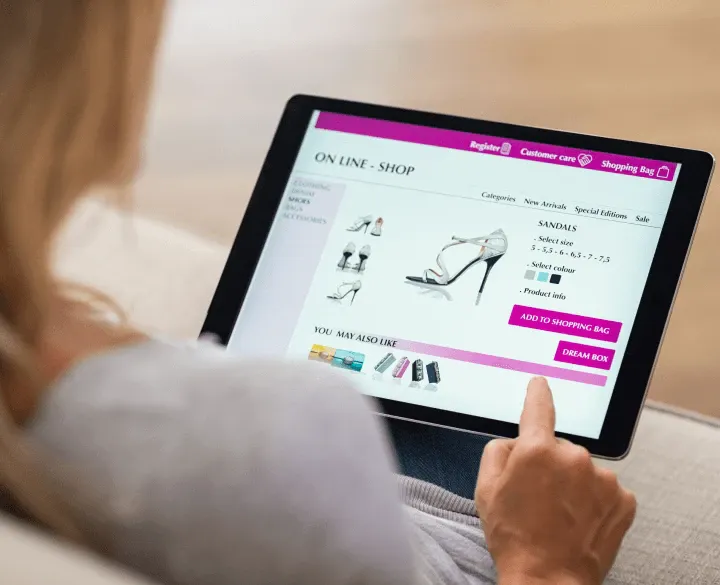 Register
Customer care
Shopping Bag
ON LINE - SHOP
Categories
New Arrivals
Special Editions
Sale
CLOTHING
DENIM
SHOES
BAGS
ACCESSORIES
SANDALS
- Select size
5 - 5,5 - 6 - 6,5 - 7 - 7,5
- Select colour
- Product info
ADD TO SHOPPING BAG
DREAM BOX
YOU MAY ALSO LIKE